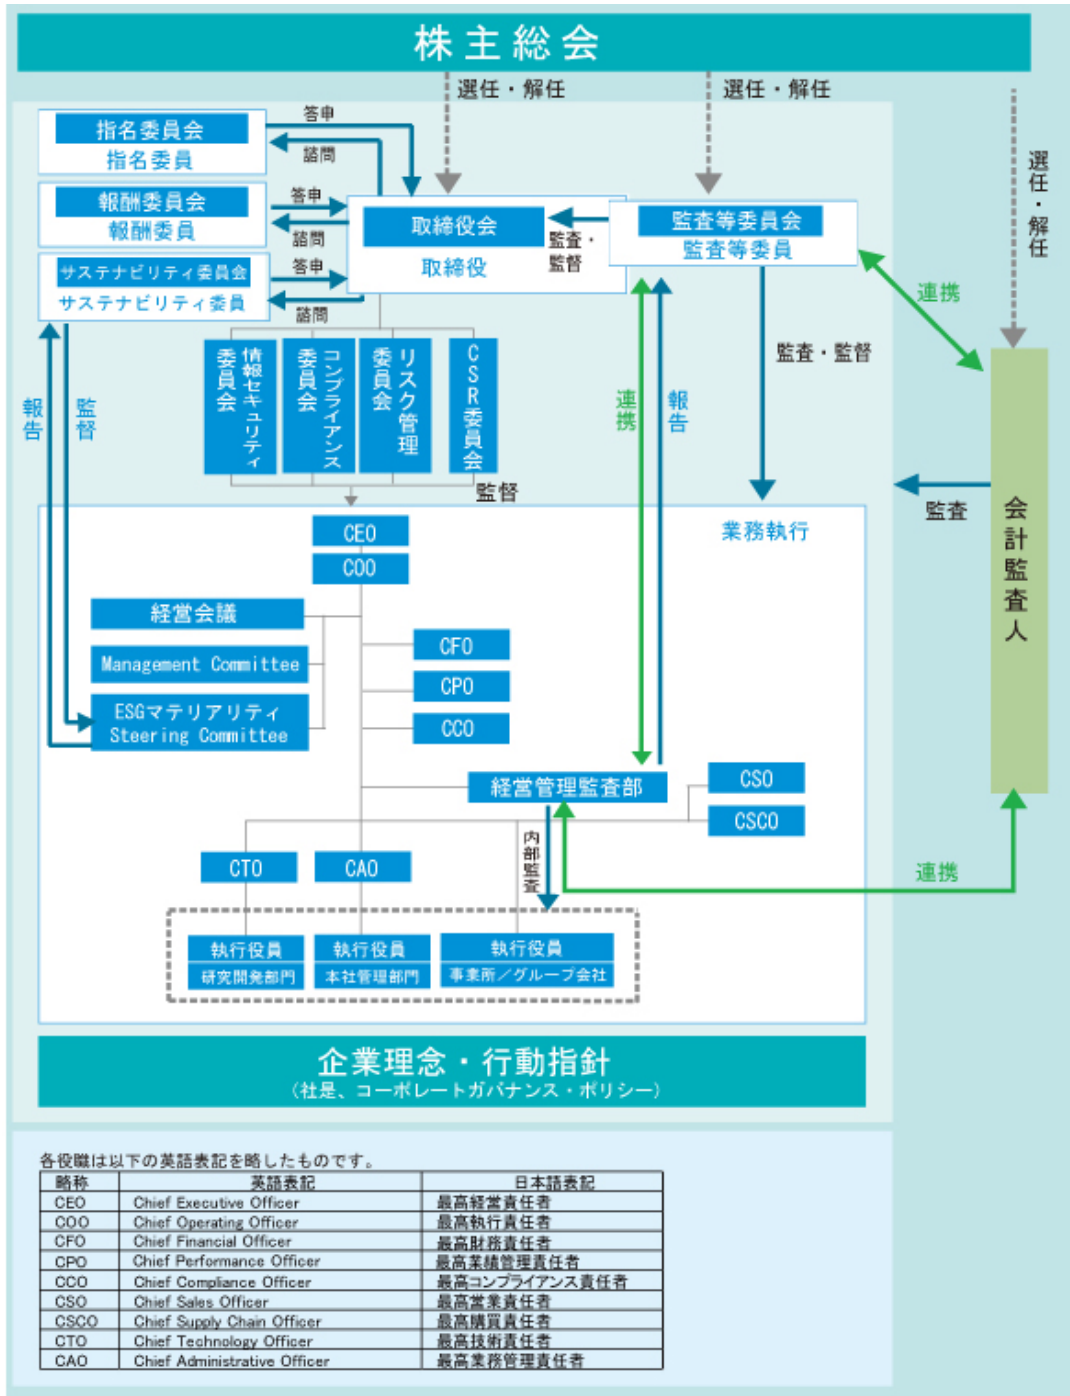 株主総会
選任・解任
選任・解任
選任・解任
指名委員会
指名委員
答申
諮問
報酬委員会
報酬委員
答申
諮問
サステナビリティ委員会
サステナビリティ委員
答申
諮問
取締役会
取締役
監査・
監督
監査等委員会
監査等委員
連携
監査・監督
情報セキュリティ
委員会
コンプライアンス
委員会
リスク管理
委員会
CSR委員会
報告
監督
連携
報告
監督
監査
会計監査人
業務執行
CEO
COO
経営会議
Management Committee
ESGマテリアリティ
Steering Committee
CFO
CPO
CCO
経営管理監査部
CSO
CSCO
CTO
CAO
内部監査
連携
執行役員
研究開発部門
執行役員
本社管理部門
執行役員
事業所／グループ会社
企業理念・行動指針
（社是、コーポレートガバナンス・ポリシー）
各役職は以下の英語表記を略したものです。
略称 英語表記 日本語表記
CEO Chief Executive Officer 最高経営責任者
COO Chief Operating Officer 最高執行責任者
CFO Chief Financial Officer 最高財務責任者
CPO Chief Performance Officer 最高業績管理責任者
CCO Chief Compliance Officer 最高コンプライアンス責任者
CSO Chief Sales Officer 最高営業責任者
CSCO Chief Supply Chain Officer 最高購買責任者
CTO Chief Technology Officer 最高技術責任者
CAO Chief Administrative Officer 最高業務管理責任者